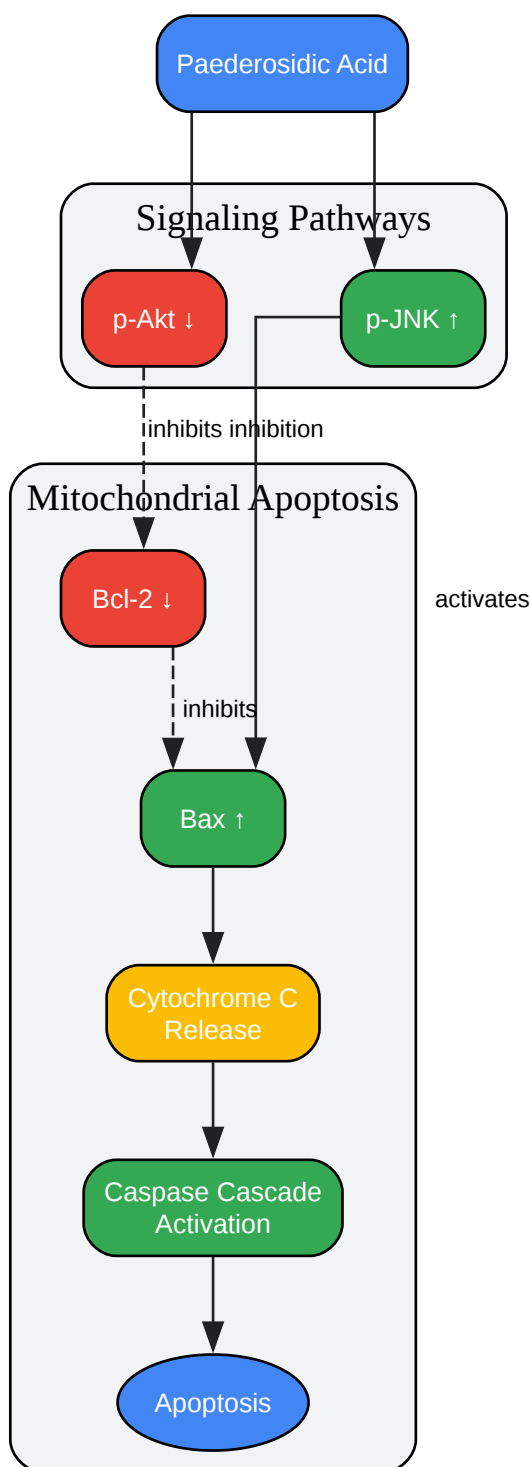 Paederosidic Acid
Signaling Pathways
p-Akt ↓
p-JNK ↑
inhibits inhibition
Mitochondrial Apoptosis
Bcl-2 ↓
activates
inhibits
Bax ↑
Cytochrome C
Release
Caspase Cascade
Activation
Apoptosis